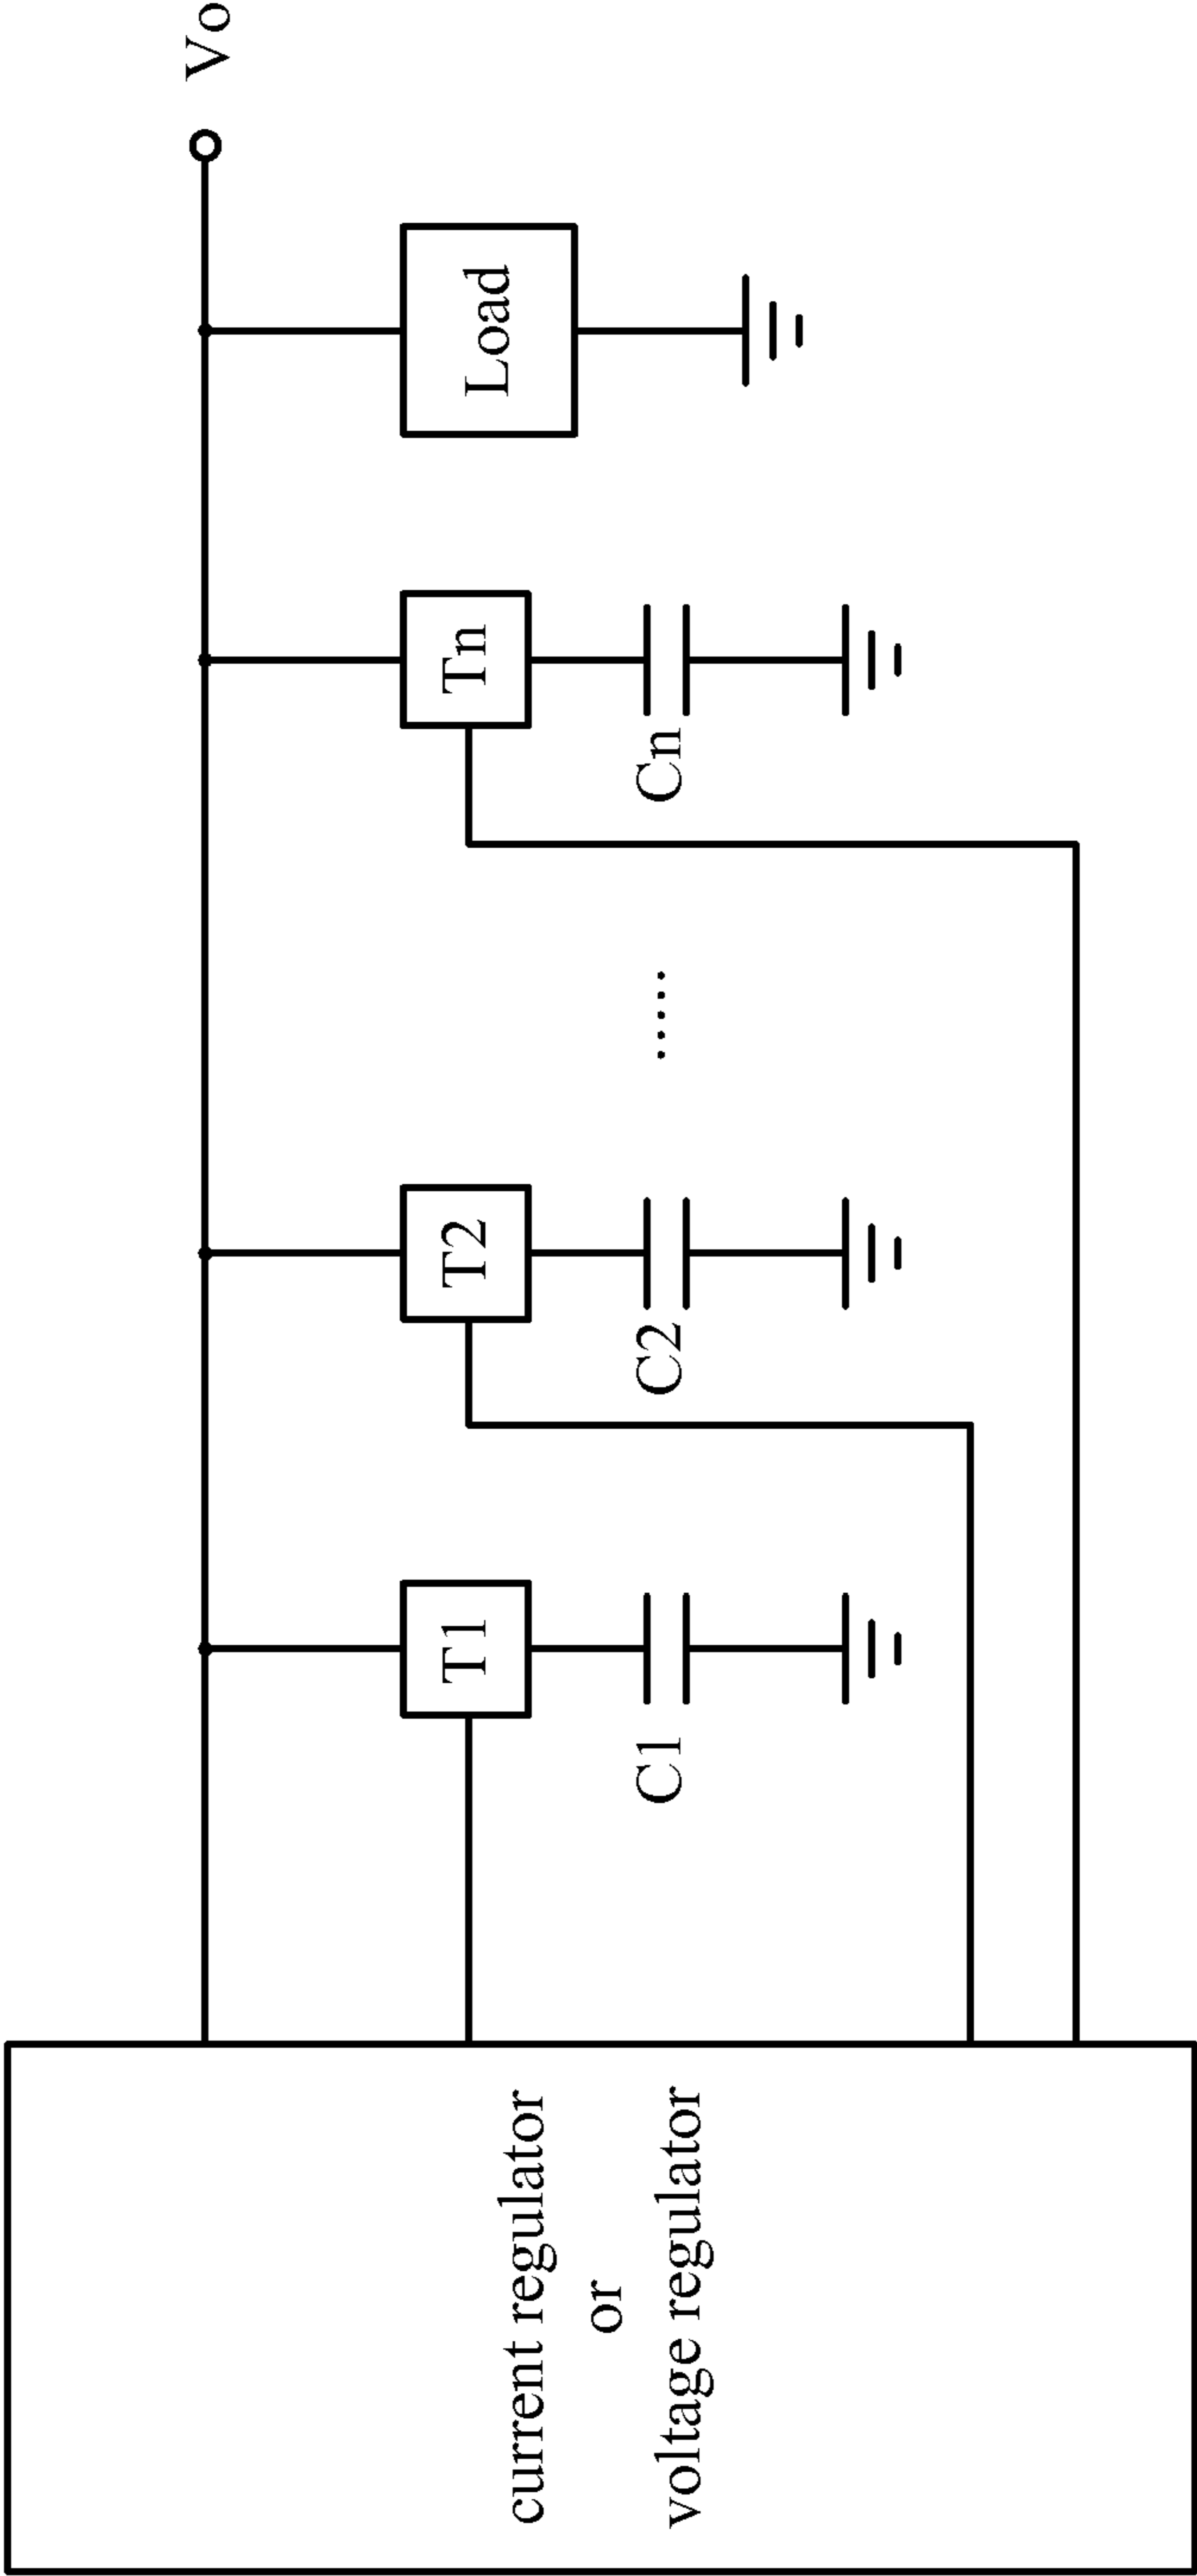 Vo
T1
T2
Tn
Load
C1
C2
.....
Cn
current regulator
or
voltage regulator